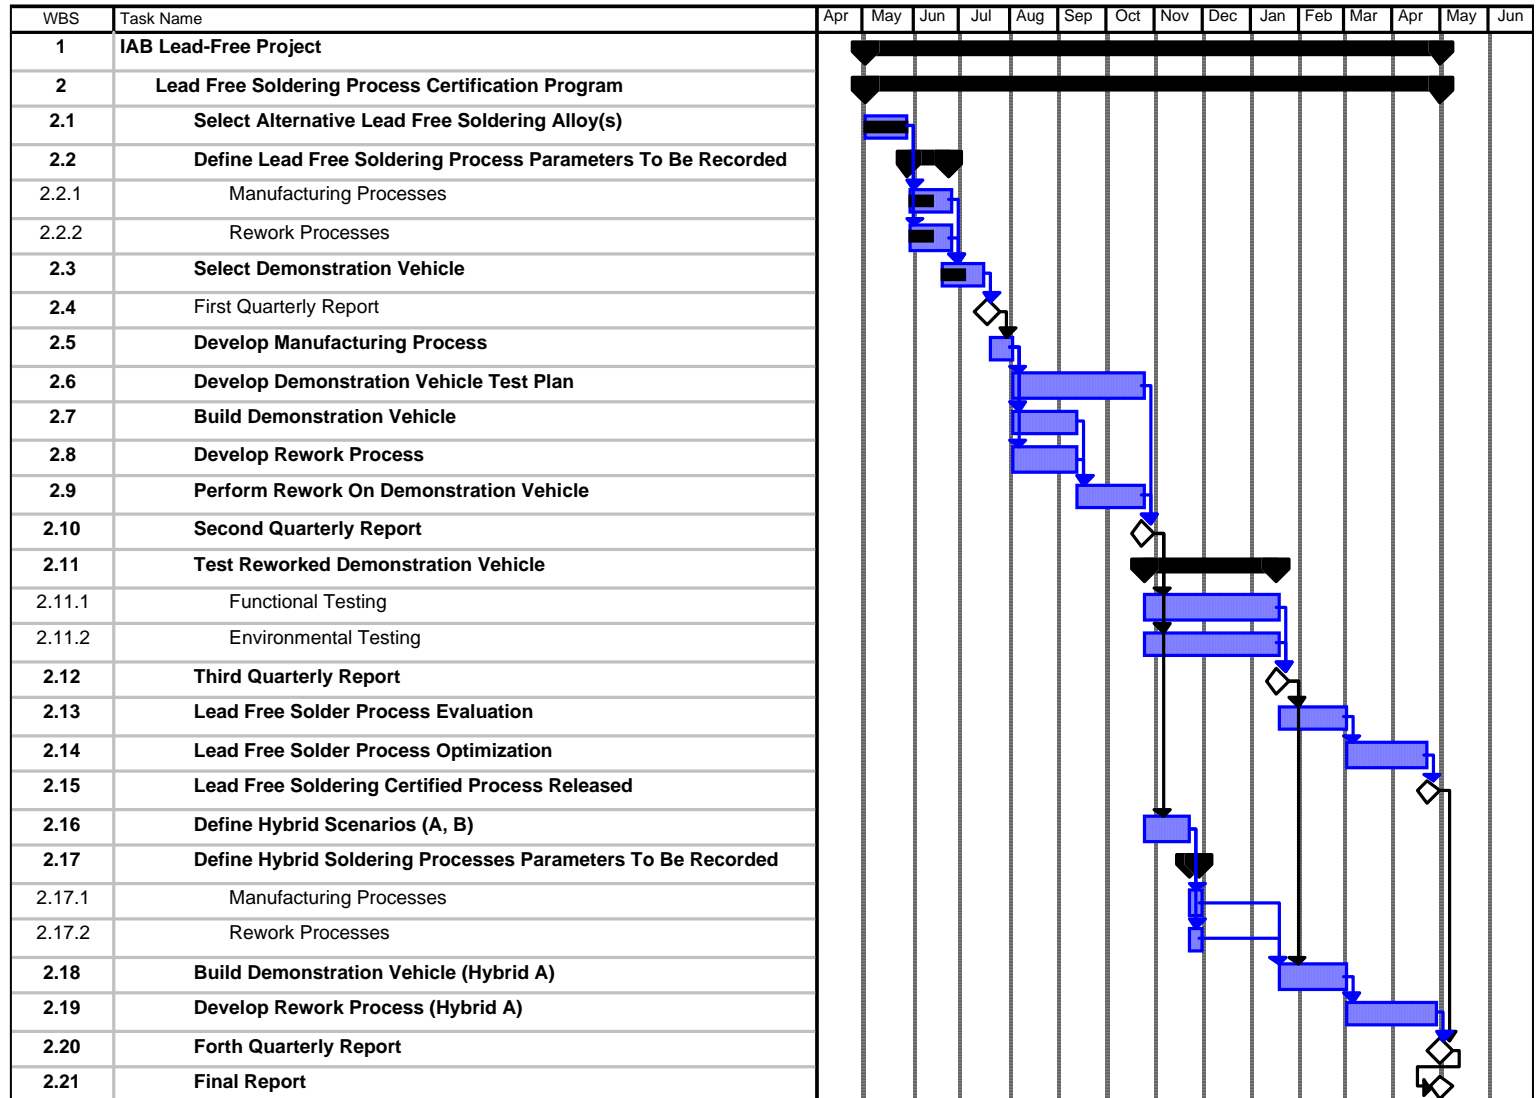 WBS Task Name Apr May Jun Jul Aug Sep Oct Nov Dec Jan Feb Mar Apr May Jun
1 IAB Lead-Free Project
2 Lead Free Soldering Process Certification Program
2.1 Select Alternative Lead Free Soldering Alloy(s)
2.2 Define Lead Free Soldering Process Parameters To Be Recorded
2.2.1 Manufacturing Processes
2.2.2 Rework Processes
2.3 Select Demonstration Vehicle
2.4 First Quarterly Report
2.5 Develop Manufacturing Process
2.6 Develop Demonstration Vehicle Test Plan
2.7 Build Demonstration Vehicle
2.8 Develop Rework Process
2.9 Perform Rework On Demonstration Vehicle
2.10 Second Quarterly Report
2.11 Test Reworked Demonstration Vehicle
2.11.1 Functional Testing
2.11.2 Environmental Testing
2.12 Third Quarterly Report
2.13 Lead Free Solder Process Evaluation
2.14 Lead Free Solder Process Optimization
2.15 Lead Free Soldering Certified Process Released
2.16 Define Hybrid Scenarios (A, B)
2.17 Define Hybrid Soldering Processes Parameters To Be Recorded
2.17.1 Manufacturing Processes
2.17.2 Rework Processes
2.18 Build Demonstration Vehicle (Hybrid A)
2.19 Develop Rework Process (Hybrid A)
2.20 Forth Quarterly Report
2.21 Final Report